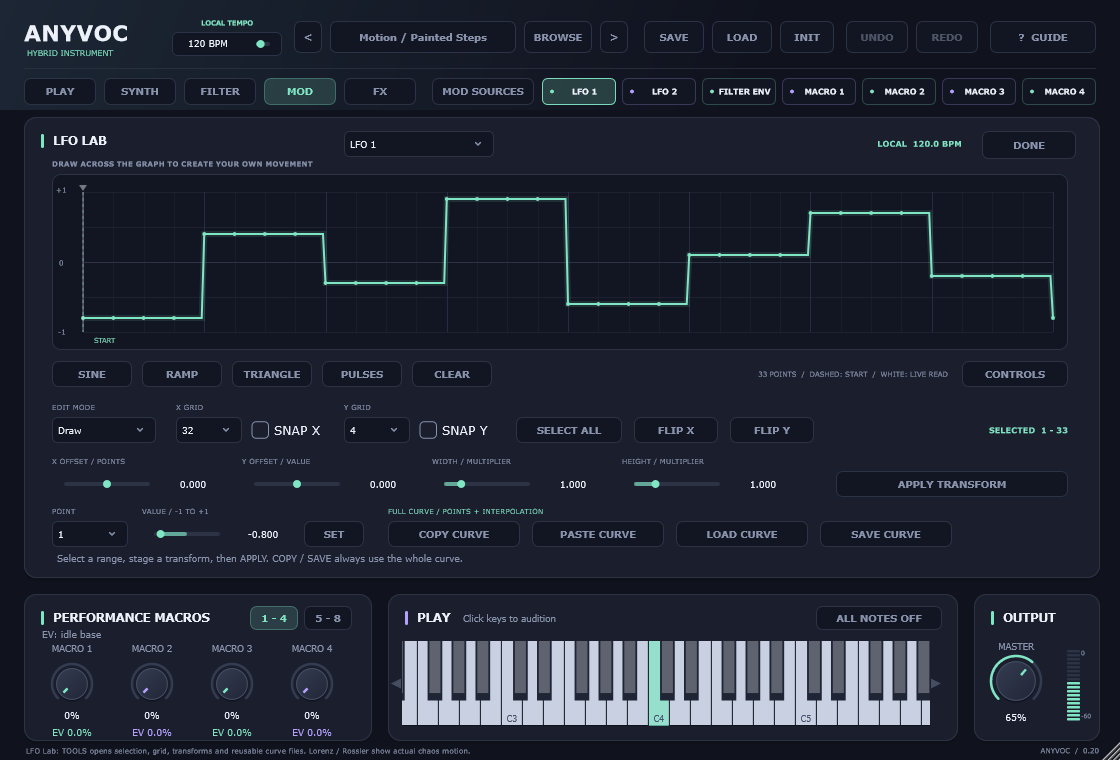 ANYVOC
HYBRID INSTRUMENT
LOCAL TEMPO
120 BPM
< Motion / Painted Steps BROWSE > SAVE LOAD INIT UNDO REDO ? GUIDE
PLAY SYNTH FILTER MOD FX MOD SOURCES LFO 1 LFO 2 FILTER ENV MACRO 1 MACRO 2 MACRO 3 MACRO 4
LFO LAB LFO 1 LOCAL 120.0 BPM DONE
DRAW ACROSS THE GRAPH TO CREATE YOUR OWN MOVEMENT
+1
0
-1
START
SINE RAMP TRIANGLE PULSES CLEAR 33 POINTS / DASHED: START / WHITE: LIVE READ CONTROLS
EDIT MODE X GRID Y GRID
Draw 32 SNAP X 4 SNAP Y SELECT ALL FLIP X FLIP Y SELECTED 1 - 33
X OFFSET / POINTS Y OFFSET / VALUE WIDTH / MULTIPLIER HEIGHT / MULTIPLIER
0.000 0.000 1.000 1.000 APPLY TRANSFORM
POINT VALUE / -1 TO +1 FULL CURVE / POINTS + INTERPOLATION
1 -0.800 SET COPY CURVE PASTE CURVE LOAD CURVE SAVE CURVE
Select a range, stage a transform, then APPLY. COPY / SAVE always use the whole curve.
PERFORMANCE MACROS 1 - 4 5 - 8
EV: idle base
MACRO 1 MACRO 2 MACRO 3 MACRO 4
0% 0% 0% 0%
EV 0.0% EV 0.0% EV 0.0% EV 0.0%
PLAY Click keys to audition ALL NOTES OFF
C3 C4 C5
OUTPUT
MASTER
0
-60
65%
LFO Lab: TOOLS opens selection, grid, transforms and reusable curve files. Lorenz / Rossler show actual chaos motion.
ANYVOC / 0.20